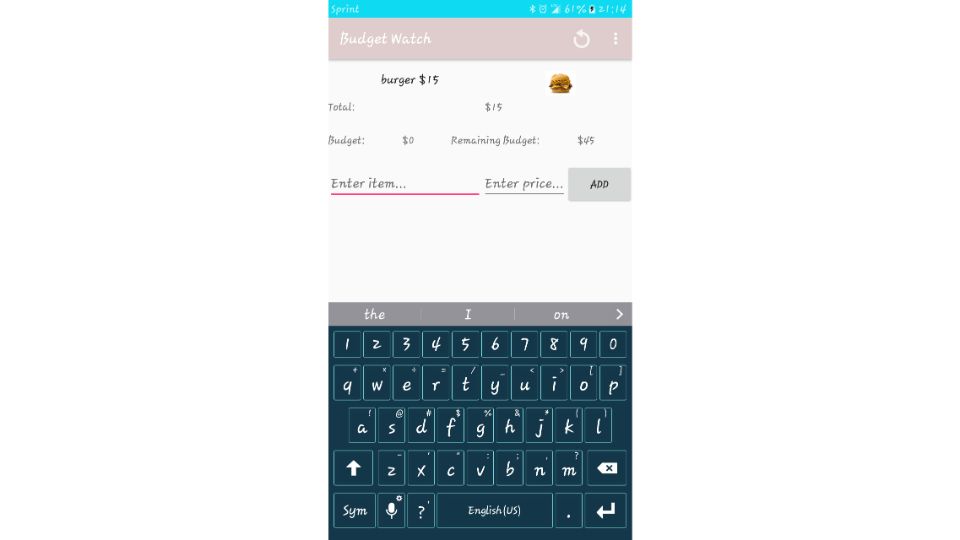 Sprint 61% 21:14
Budget Watch
burger $15
Total: $15
Budget: $0 Remaining Budget: $45
Enter item... Enter price... ADD
the I on
1 2 3 4 5 6 7 8 9 0
q w e r t y u i o p
a s d f g h j k l
z x c v b n m
Sym ?' English(US) .